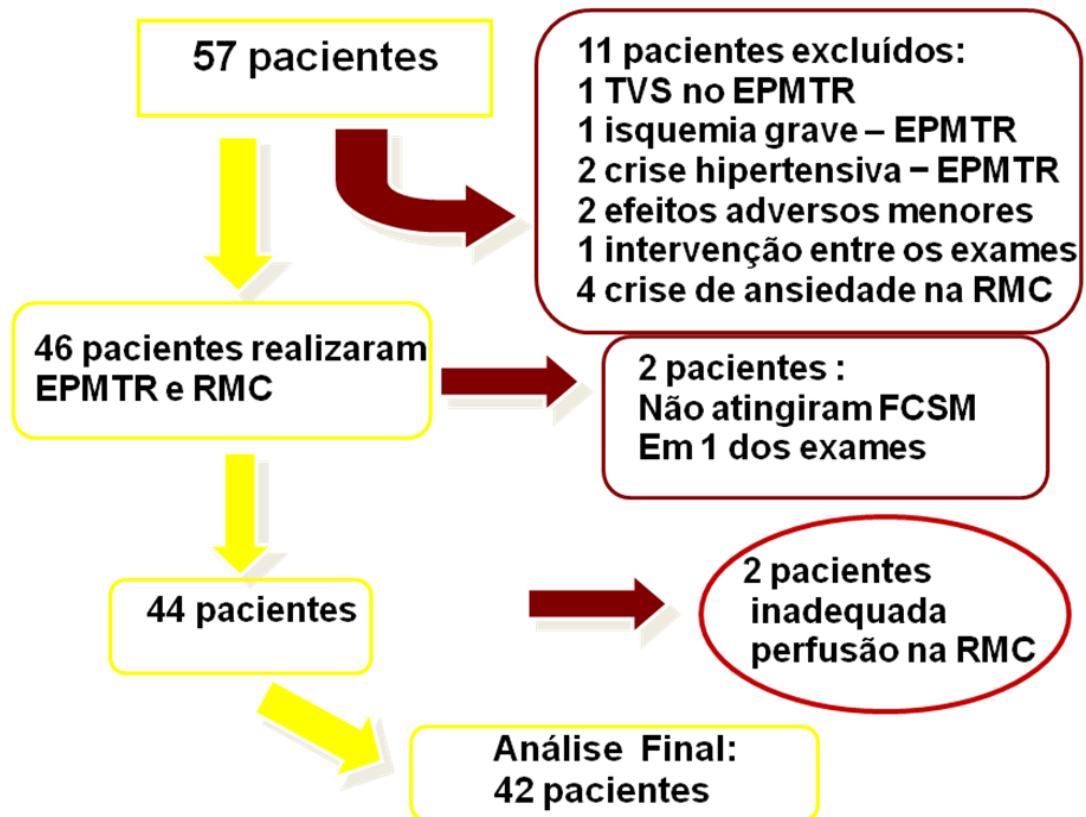 57 pacientes
11 pacientes excluídos:
1 TVS no EPMTR
1 isquemia grave – EPMTR
2 crise hipertensiva – EPMTR
2 efeitos adversos menores
1 intervenção entre os exames
4 crise de ansiedade na RMC
46 pacientes realizaram
EPMTR e RMC
2 pacientes :
Não atingiram FCSM
Em 1 dos exames
44 pacientes
2 pacientes
inadequada
perfusão na RMC
Análise Final:
42 pacientes